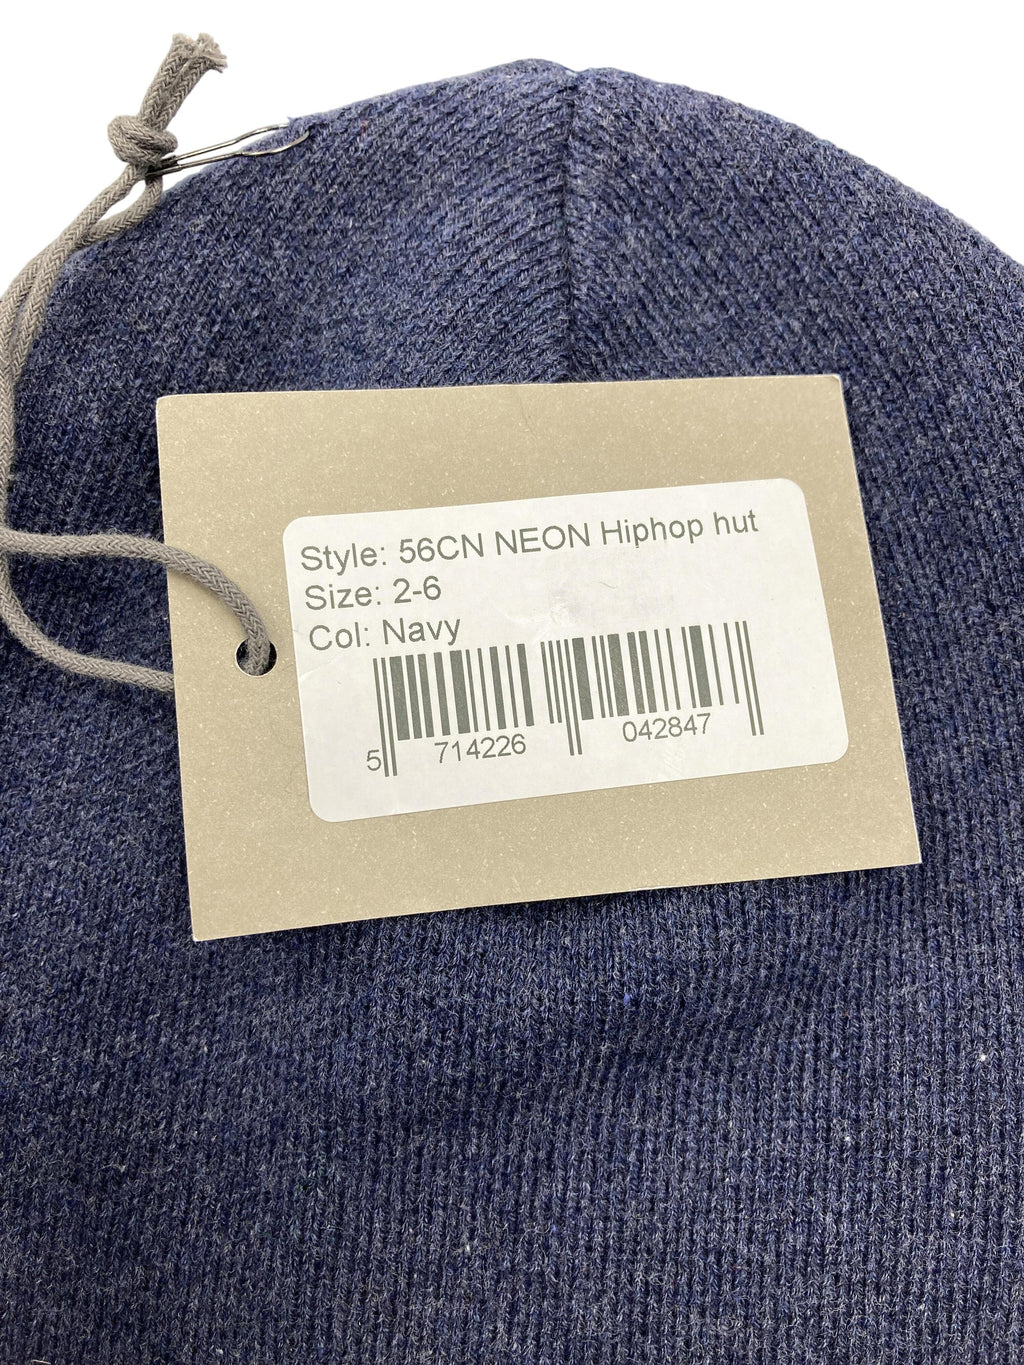 Style: 56CN NEON Hiphop hut
Size: 2-6
Col: Navy
5 714226 042847